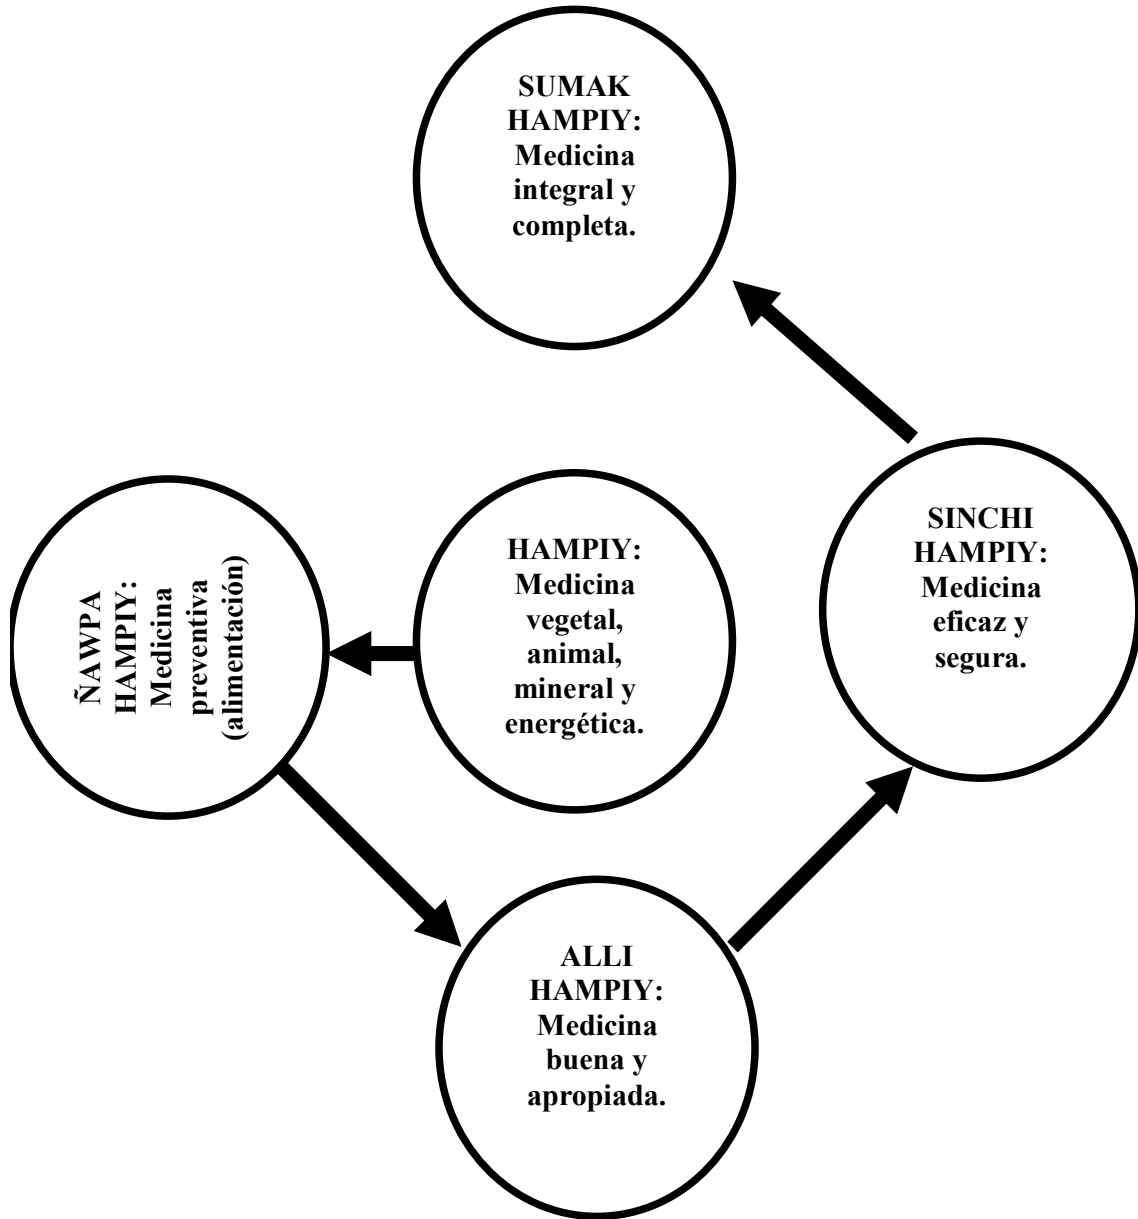 SUMAK
HAMPIY:
Medicina
integral y
completa.
ÑAWPA
HAMPIY:
Medicina
preventiva
(alimentación)
HAMPIY:
Medicina
vegetal,
animal,
mineral y
energética.
SINCHI
HAMPIY:
Medicina
eficaz y
segura.
ALLI
HAMPIY:
Medicina
buena y
apropiada.